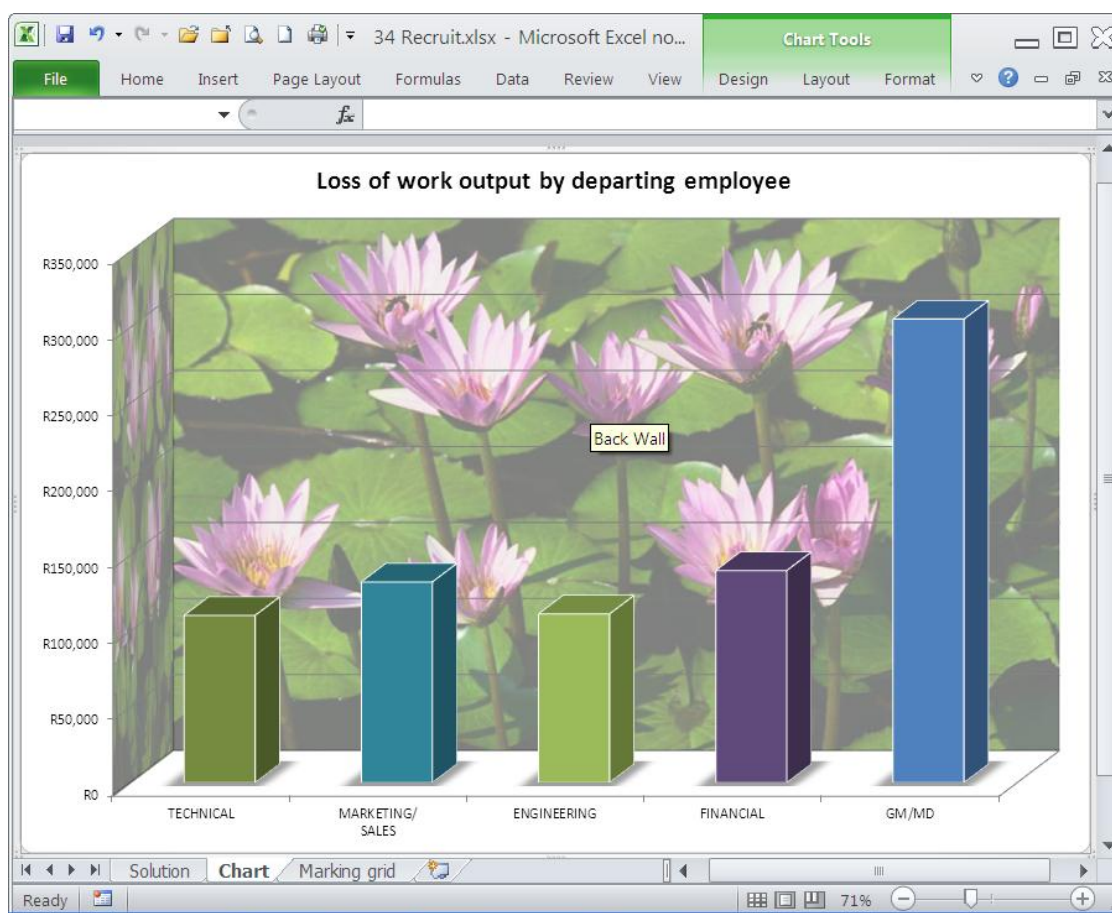 34 Recruit.xlsx - Microsoft Excel no...
Chart Tools
File Home Insert Page Layout Formulas Data Review View Design Layout Format
fx
Loss of work output by departing employee
R350,000
R300,000
R250,000
Back Wall
R200,000
R150,000
R100,000
R50,000
R0
TECHNICAL MARKETING/ ENGINEERING FINANCIAL GM/MD
SALES
Solution Chart Marking grid
Ready 71%